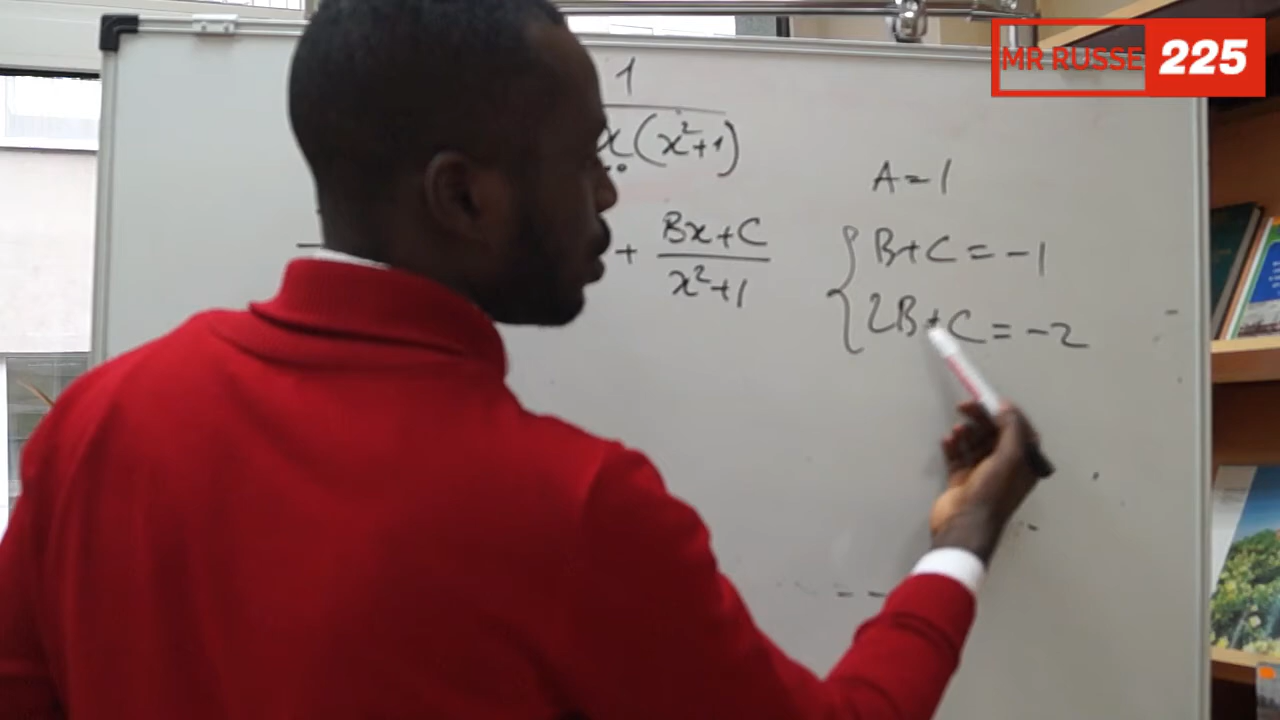 MR RUSSE 225
1
x(x²+1)
A=1
+ Bx+C
x²+1
{B+C=-1
2B+C=-2